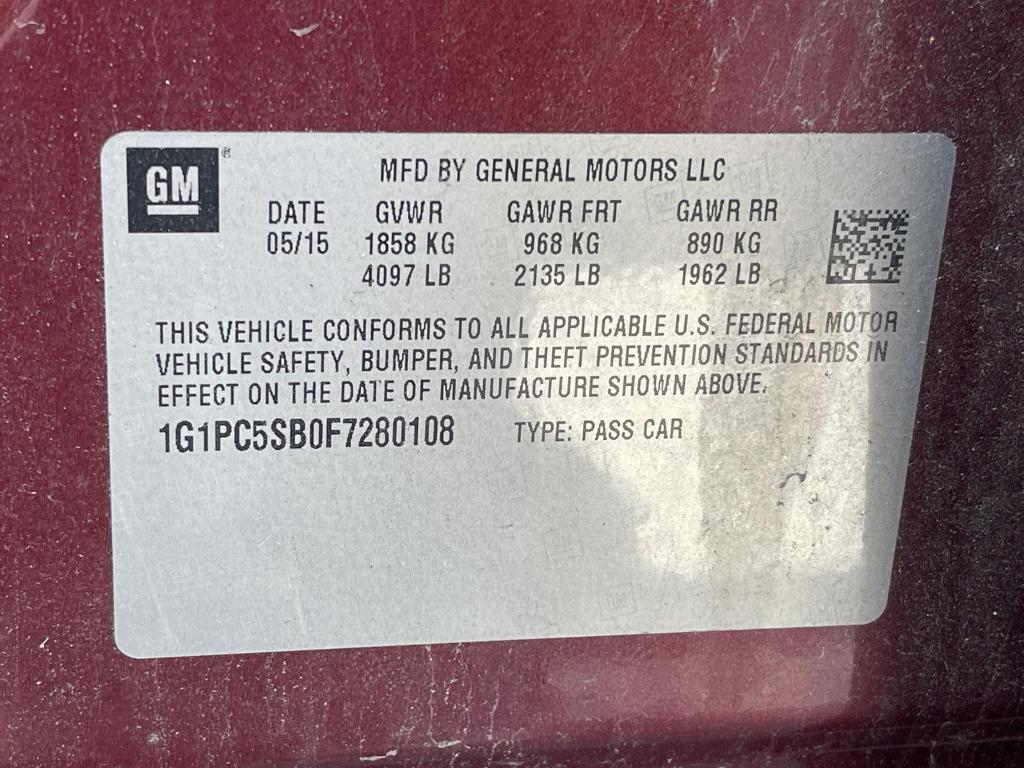 GM ®
MFD BY GENERAL MOTORS LLC
DATE GVWR GAWR FRT GAWR RR
05/15 1858 KG 968 KG 890 KG
4097 LB 2135 LB 1962 LB
THIS VEHICLE CONFORMS TO ALL APPLICABLE U.S. FEDERAL MOTOR
VEHICLE SAFETY, BUMPER, AND THEFT PREVENTION STANDARDS IN
EFFECT ON THE DATE OF MANUFACTURE SHOWN ABOVE.
1G1PC5SB0F7280108 TYPE: PASS CAR